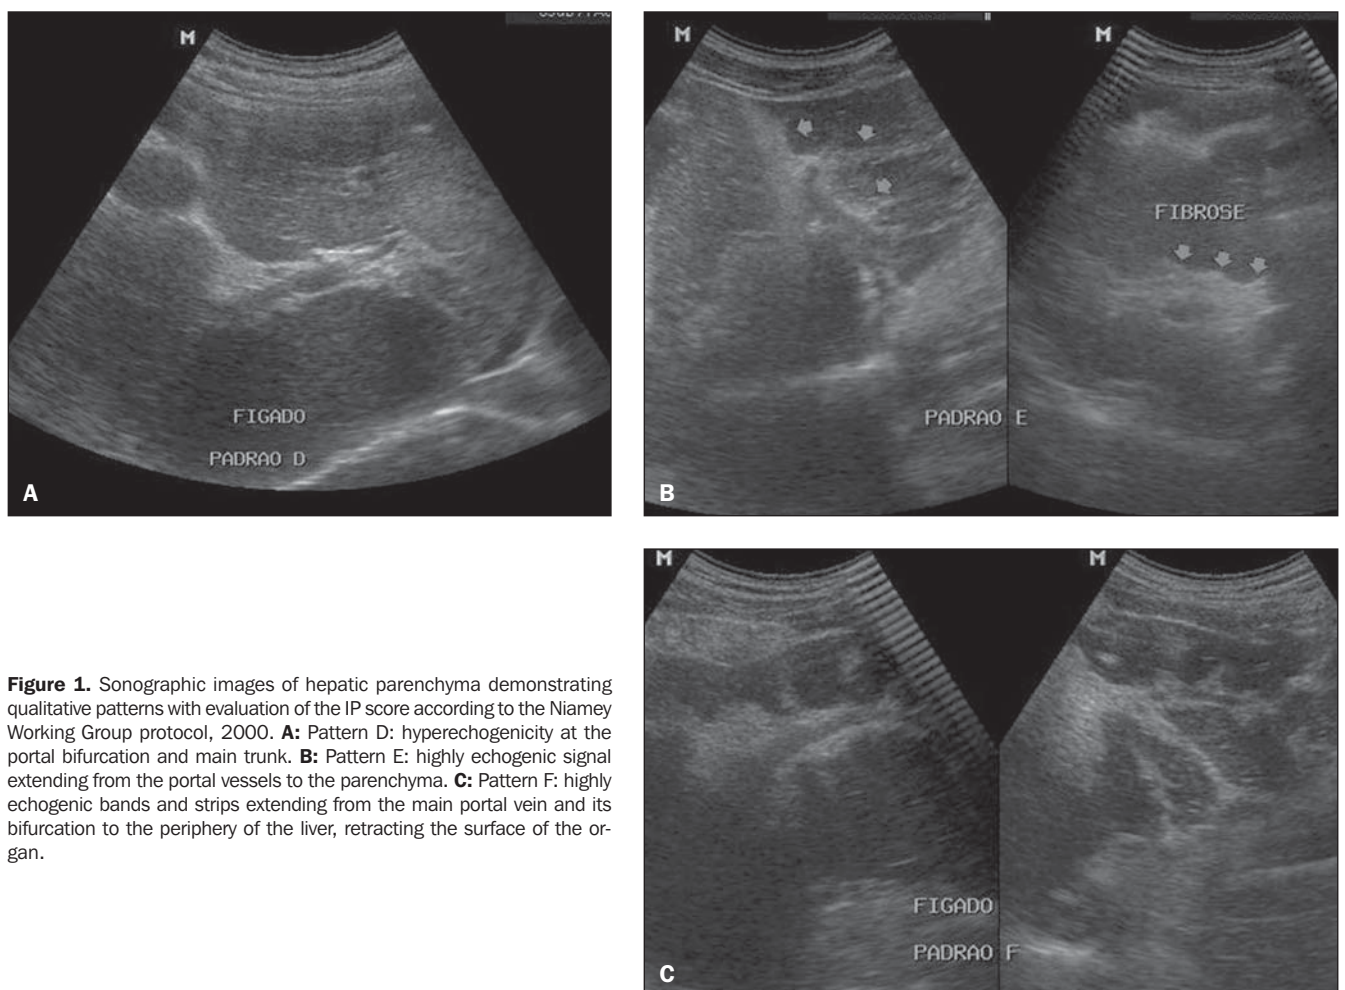 M
FIGADO
PADRAO D
A
M
M
FIBROSE
PADRAO E
B
M
M
FIGADO
PADRAO F
C
Figure 1. Sonographic images of hepatic parenchyma demonstrating
qualitative patterns with evaluation of the IP score according to the Niamey
Working Group protocol, 2000. A: Pattern D: hyperechogenicity at the
portal bifurcation and main trunk. B: Pattern E: highly echogenic signal
extending from the portal vessels to the parenchyma. C: Pattern F: highly
echogenic bands and strips extending from the main portal vein and its
bifurcation to the periphery of the liver, retracting the surface of the or-
gan.